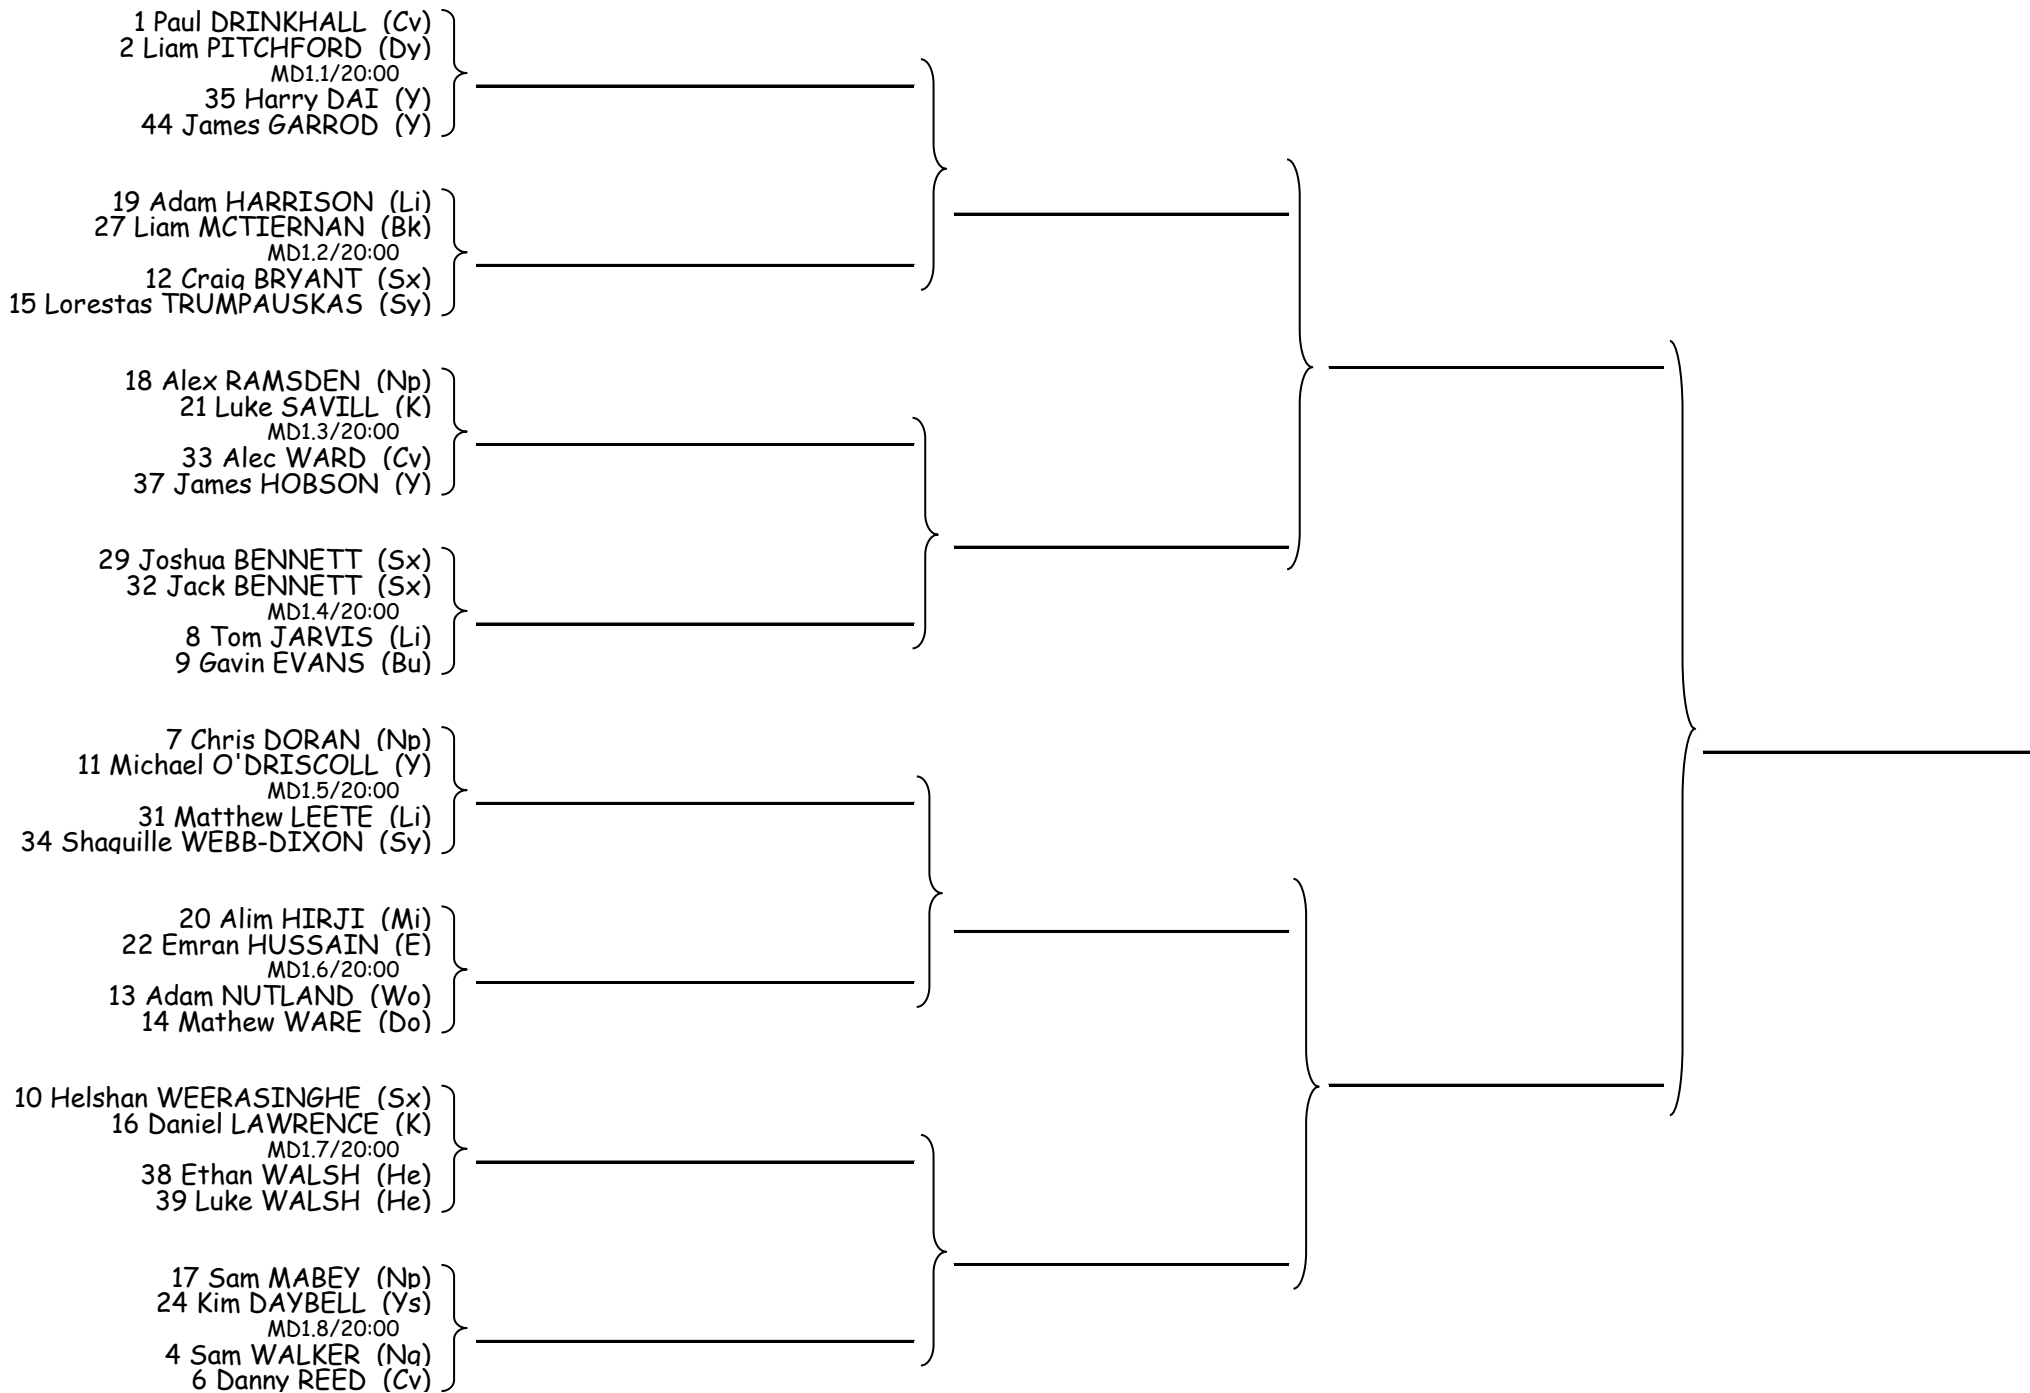 1 Paul DRINKHALL (Cv)
2 Liam PITCHFORD (Dy)
MD1.1/20:00
35 Harry DAI (Y)
44 James GARROD (Y)
19 Adam HARRISON (Li)
27 Liam MCTIERNAN (Bk)
MD1.2/20:00
12 Craig BRYANT (Sx)
15 Lorestas TRUMPAUSKAS (Sy)
18 Alex RAMSDEN (Np)
21 Luke SAVILL (K)
MD1.3/20:00
33 Alec WARD (Cv)
37 James HOBSON (Y)
29 Joshua BENNETT (Sx)
32 Jack BENNETT (Sx)
MD1.4/20:00
8 Tom JARVIS (Li)
9 Gavin EVANS (Bu)
7 Chris DORAN (Np)
11 Michael O'DRISCOLL (Y)
MD1.5/20:00
31 Matthew LEETE (Li)
34 Shaquille WEBB-DIXON (Sy)
20 Alim HIRJI (Mi)
22 Emran HUSSAIN (E)
MD1.6/20:00
13 Adam NUTLAND (Wo)
14 Mathew WARE (Do)
10 Helshan WEERASINGHE (Sx)
16 Daniel LAWRENCE (K)
MD1.7/20:00
38 Ethan WALSH (He)
39 Luke WALSH (He)
17 Sam MABEY (Np)
24 Kim DAYBELL (Ys)
MD1.8/20:00
4 Sam WALKER (Ng)
6 Danny REED (Cv)